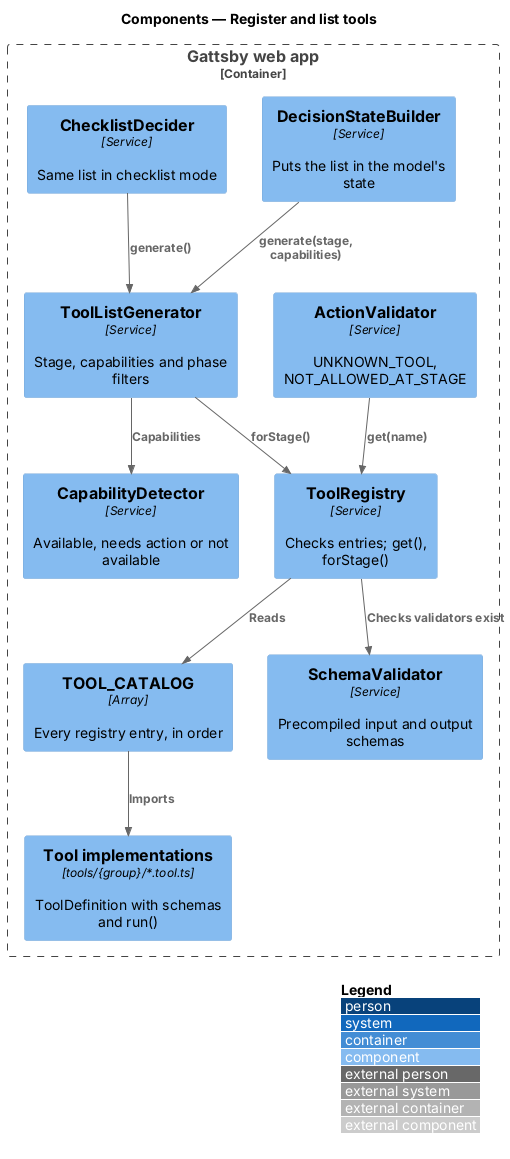 Components — Register and list tools
Gattsby web app
[Container]
ChecklistDecider
[Service]
Same list in checklist mode
DecisionStateBuilder
[Service]
Puts the list in the model's
state
generate()
generate(stage,
capabilities)
ToolListGenerator
[Service]
Stage, capabilities and phase
filters
ActionValidator
[Service]
UNKNOWN_TOOL,
NOT_ALLOWED_AT_STAGE
Capabilities
forStage()
get(name)
CapabilityDetector
[Service]
Available, needs action or not
available
ToolRegistry
[Service]
Checks entries; get(),
forStage()
Reads
Checks validators exist
TOOL_CATALOG
[Array]
Every registry entry, in order
SchemaValidator
[Service]
Precompiled input and output
schemas
Imports
Tool implementations
[tools/{group}/*.tool.ts]
ToolDefinition with schemas
and run()
Legend
person
system
container
component
external person
external system
external container
external component